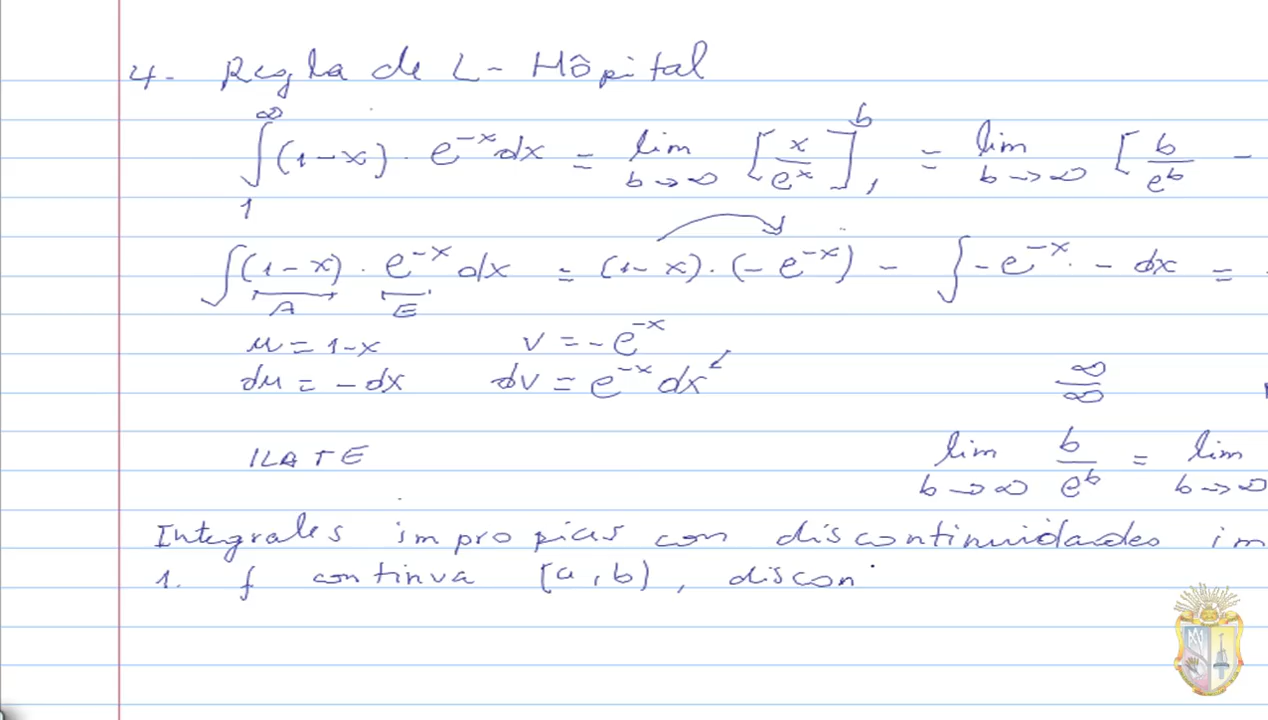 4- Regla de L-Hôpital
∫₁^∞ (1-x) · e^{-x} dx = lim_{b→∞} [x/e^x]₁^b = lim_{b→∞} [b/e^b -
∫(1-x) · e^{-x} dx = (1-x)·(-e^{-x}) - ∫-e^{-x} · -dx =
A E
u = 1-x v = -e^{-x}
du = -dx dv = e^{-x} dx
∞/∞
ILATE lim_{b→∞} b/e^b = lim_{b→∞}
Integrales impropias con discontinuidades im
1. f continua [a,b), discon